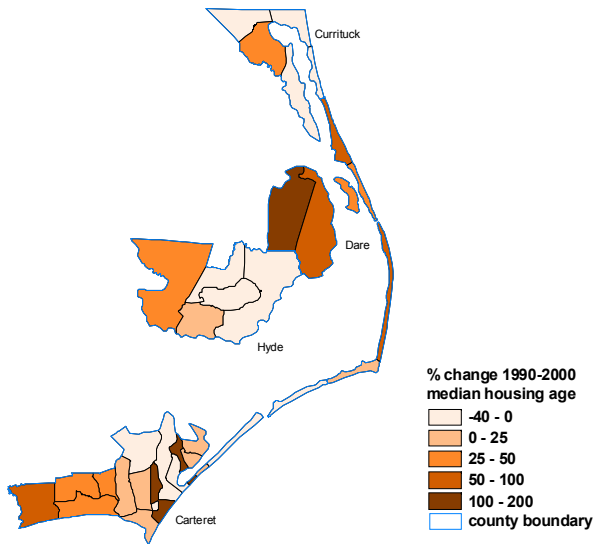 Currituck
Dare
Hyde
% change 1990-2000
median housing age
-40 - 0
0 - 25
25 - 50
50 - 100
100 - 200
county boundary
Carteret